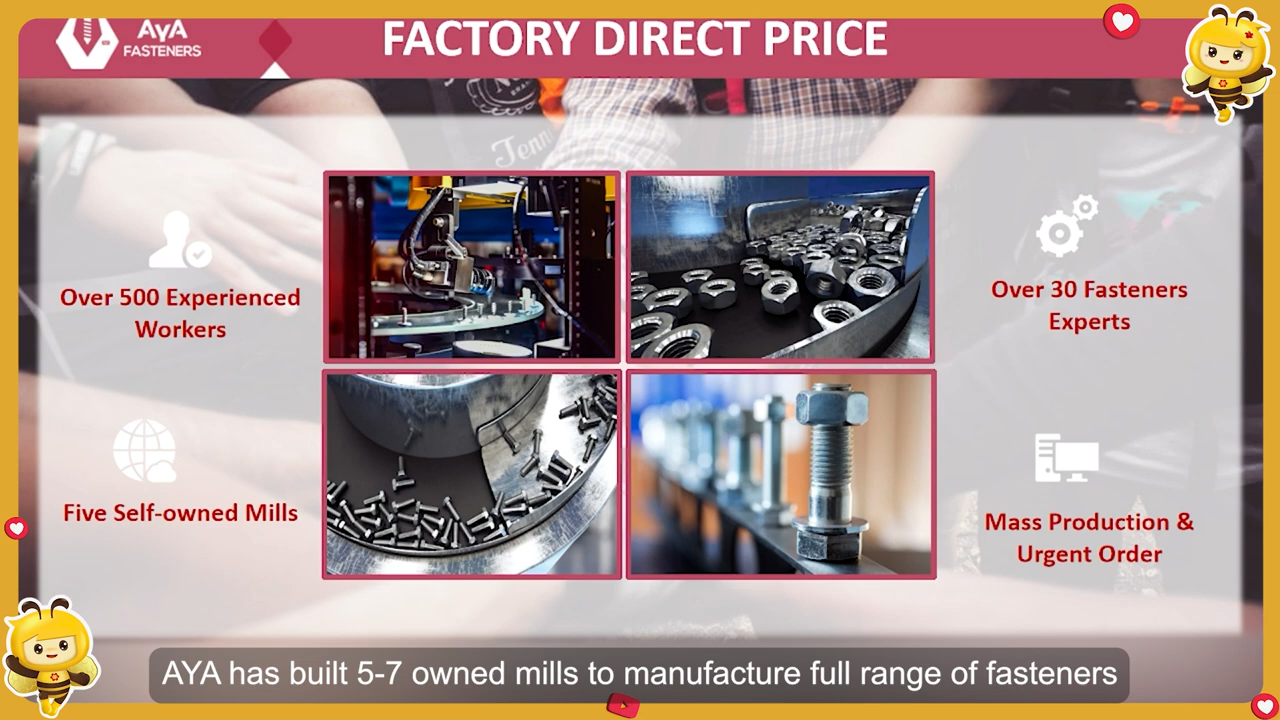 AYA
FASTENERS
FACTORY DIRECT PRICE
Over 500 Experienced
Workers
Over 30 Fasteners
Experts
Five Self-owned Mills
Mass Production &
Urgent Order
AYA has built 5-7 owned mills to manufacture full range of fasteners